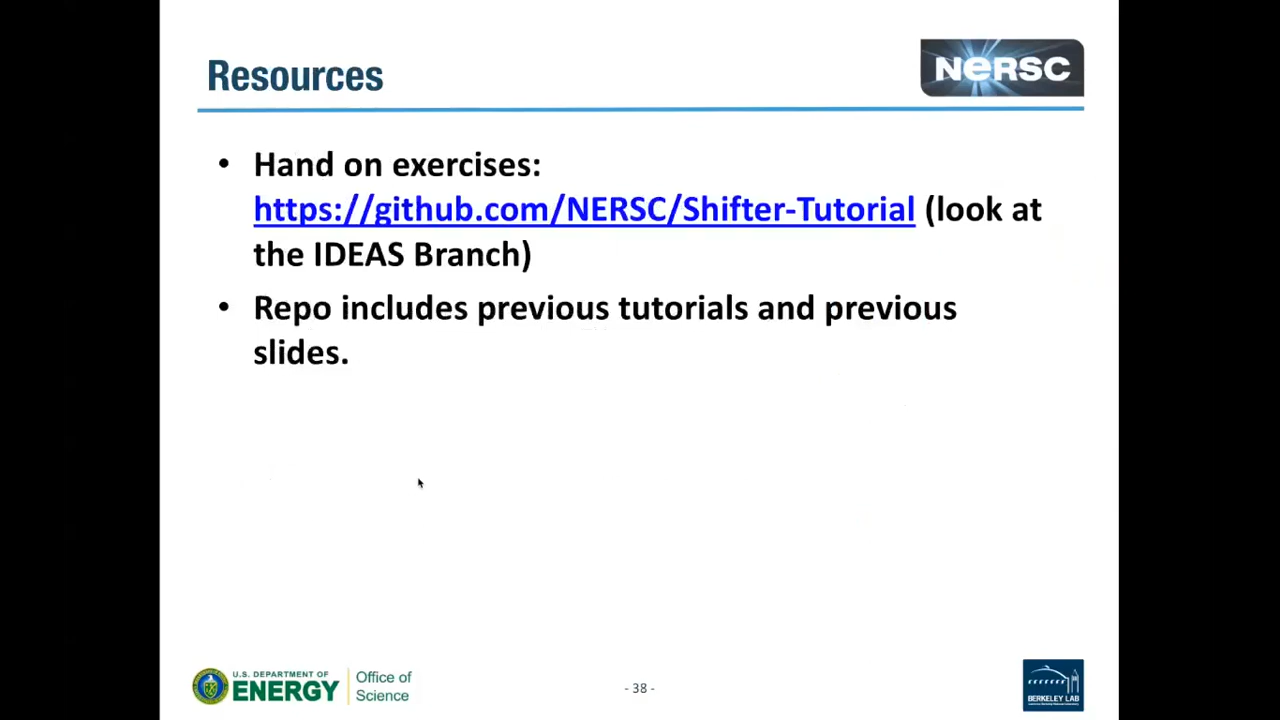 Resources
NERSC
• Hand on exercises:
https://github.com/NERSC/Shifter-Tutorial (look at
the IDEAS Branch)
• Repo includes previous tutorials and previous
slides.
U.S. DEPARTMENT OF
ENERGY
Office of
Science
- 38 -
BERKELEY LAB